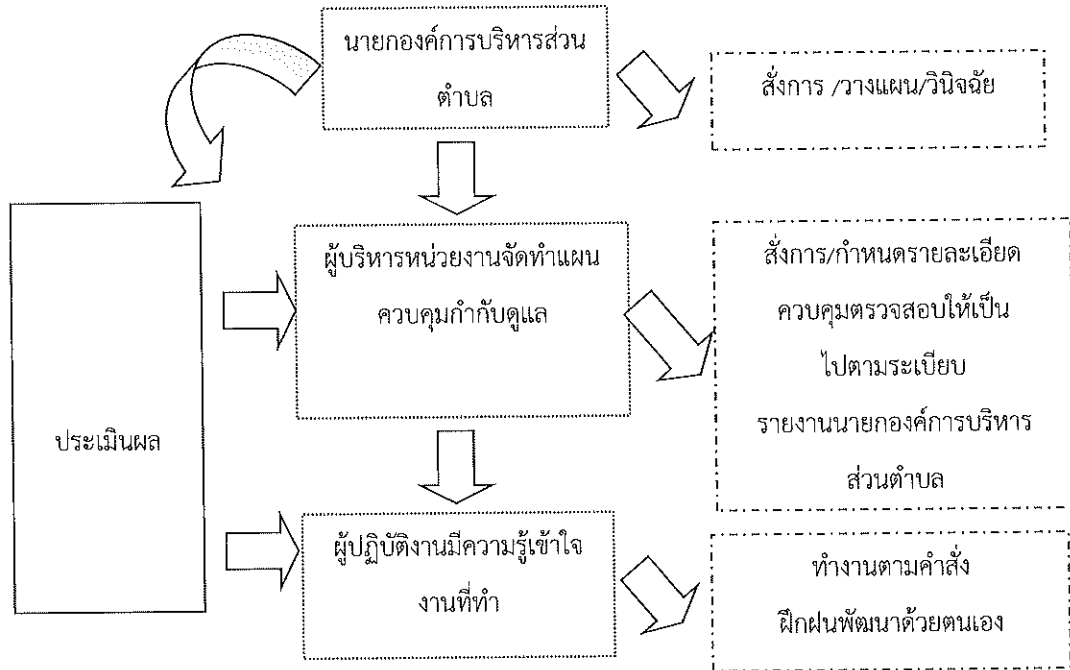 นายกองค์การบริหารส่วน
ตำบล
สั่งการ /วางแผน/วินิจฉัย
ผู้บริหารหน่วยงานจัดทำแผน
ควบคุมกำกับดูแล
สั่งการ/กำหนดรายละเอียด
ควบคุมตรวจสอบให้เป็น
ไปตามระเบียบ
รายงานนายกองค์การบริหาร
ส่วนตำบล
ประเมินผล
ผู้ปฏิบัติงานมีความรู้เข้าใจ
งานที่ทำ
ทำงานตามคำสั่ง
ฝึกฝนพัฒนาด้วยตนเอง